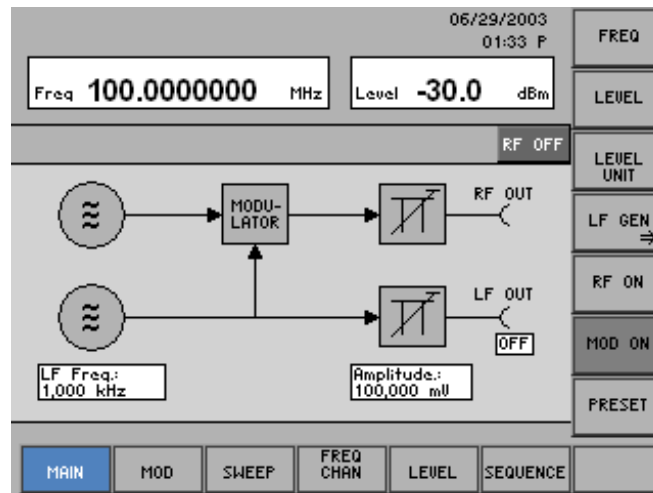 06/29/2003
01:33 P
FREQ
Freq 100.0000000 MHz
Level -30.0 dBm
LEVEL
RF OFF
LEVEL
UNIT
MODU-
LATOR
RF OUT
LF GEN
RF ON
LF OUT
OFF
MOD ON
LF Freq.:
1,000 kHz
Amplitude.:
100,000 mV
PRESET
MAIN
MOD
SWEEP
FREQ
CHAN
LEVEL
SEQUENCE